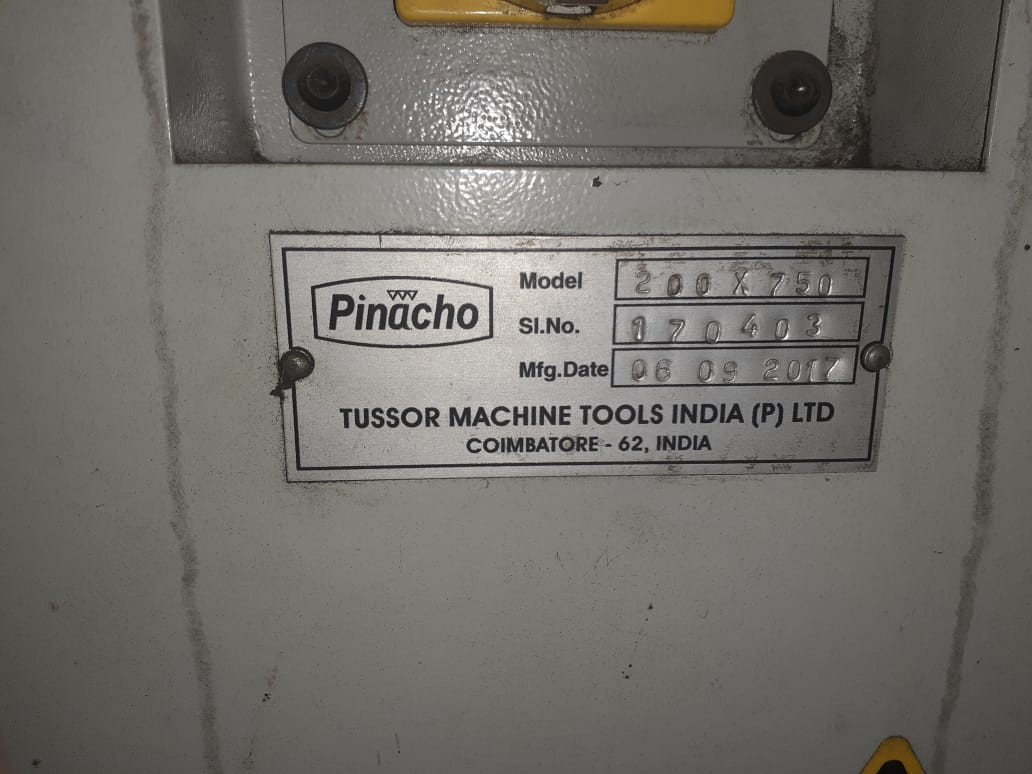 Pinacho
Model 200 X 750
Sl.No. 170403
Mfg.Date 06 09 2017
TUSSOR MACHINE TOOLS INDIA (P) LTD
COIMBATORE - 62, INDIA